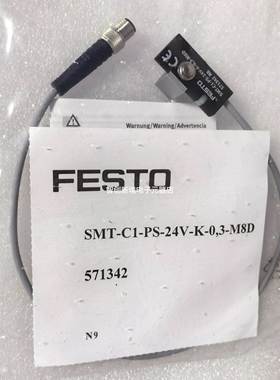 Warnung/Warning/Advertencia
FESTO
SMT-C1-PS-24V-K-0,3-M8D
571342
N9